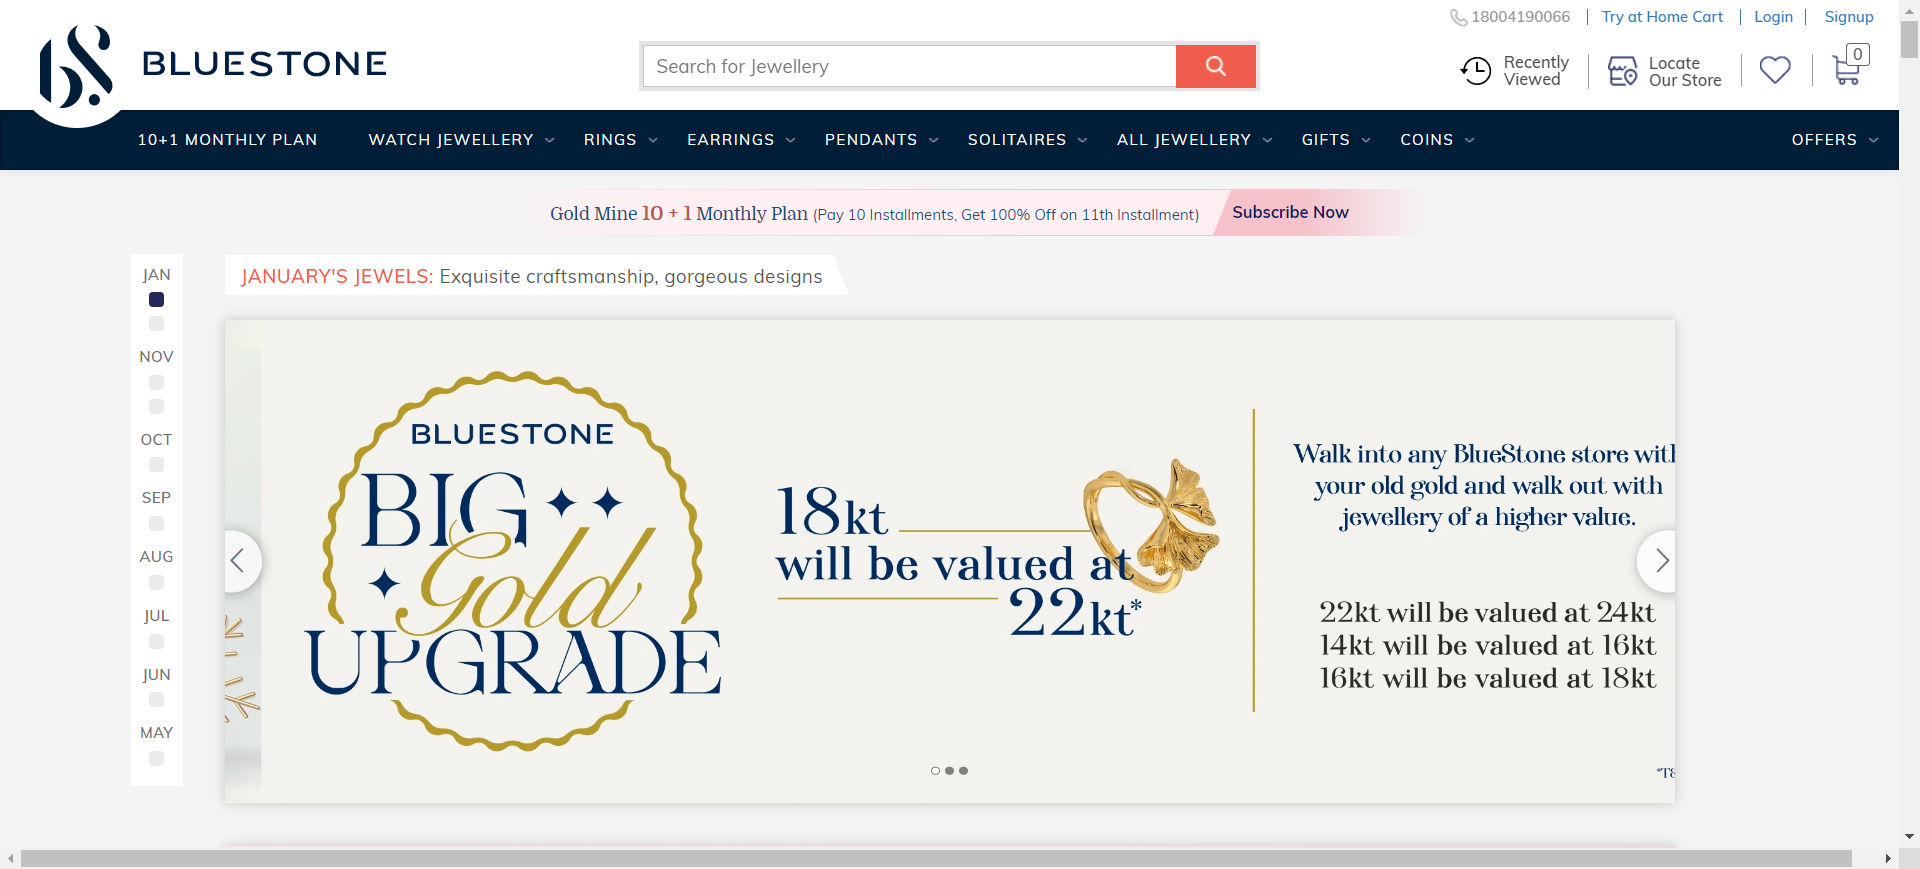 18004190066
Try at Home Cart
Login
Signup
BLUESTONE
Search for Jewellery
Recently
Viewed
Locate
Our Store
0
10+1 MONTHLY PLAN
WATCH JEWELLERY
RINGS
EARRINGS
PENDANTS
SOLITAIRES
ALL JEWELLERY
GIFTS
COINS
OFFERS
Gold Mine 10 + 1 Monthly Plan (Pay 10 Installments, Get 100% Off on 11th Installment)
Subscribe Now
JAN
NOV
OCT
SEP
AUG
JUL
JUN
MAY
JANUARY'S JEWELS: Exquisite craftsmanship, gorgeous designs
BLUESTONE
BIG
Gold
UPGRADE
18kt
will be valued at
22kt*
Walk into any BlueStone store with
your old gold and walk out with
jewellery of a higher value.
22kt will be valued at 24kt
14kt will be valued at 16kt
16kt will be valued at 18kt